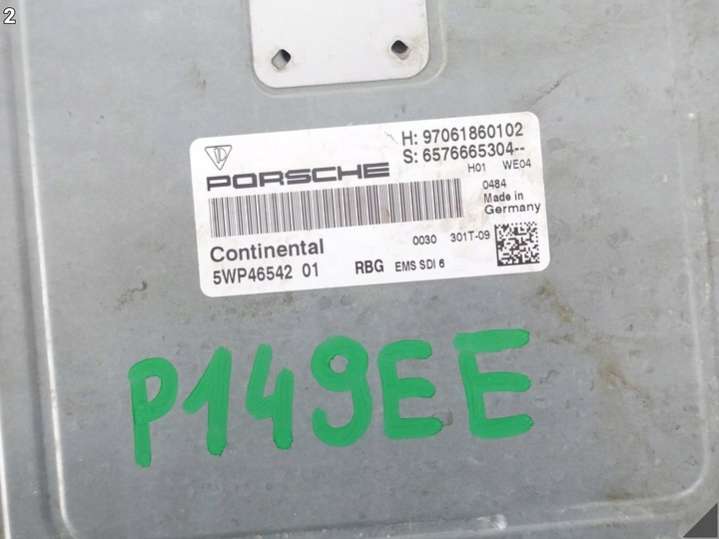 2
PORSCHE
H: 97061860102
S: 6576665304--
H01 WE04
0484
Made in
Germany
Continental
0030 301T-09
5WP46542 01 RBG EMS SDI 6
P149EE